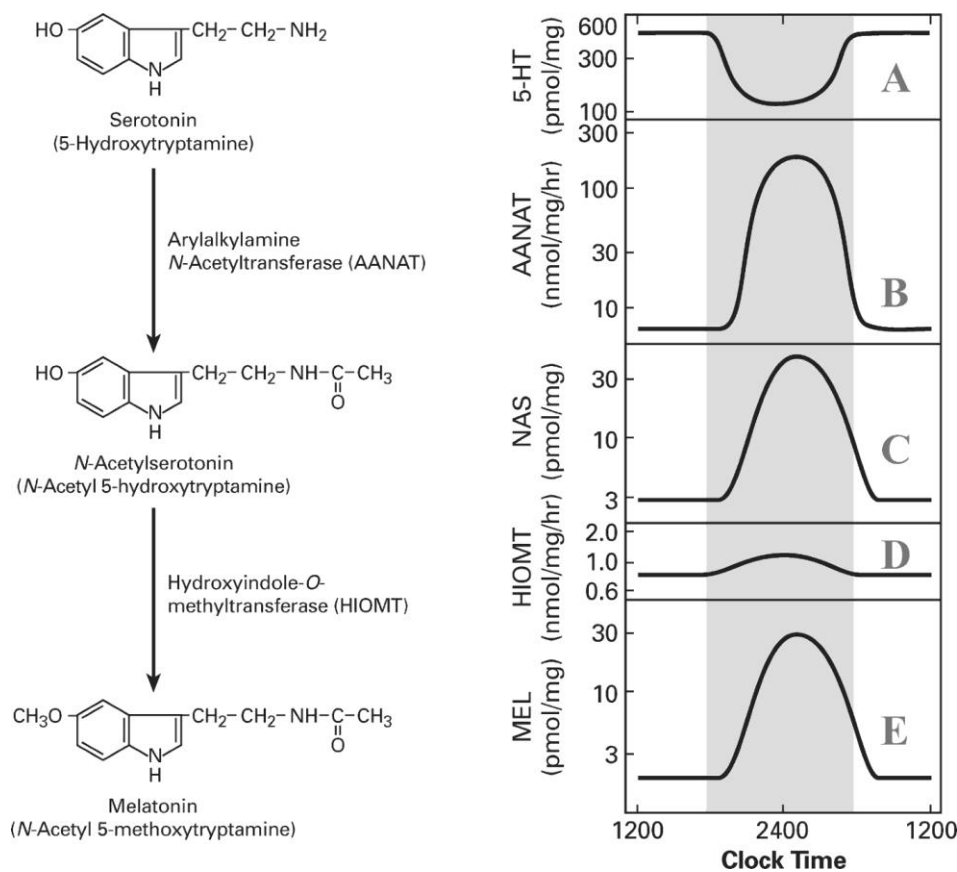 HO
CH2–CH2–NH2
N
H
Serotonin
(5-Hydroxytryptamine)
Arylalkylamine
N-Acetyltransferase (AANAT)
HO
CH2–CH2–NH–C–CH3
O
N
H
N-Acetylserotonin
(N-Acetyl 5-hydroxytryptamine)
Hydroxyindole-O-
methyltransferase (HIOMT)
CH3O
CH2–CH2–NH–C–CH3
O
N
H
Melatonin
(N-Acetyl 5-methoxytryptamine)
5-HT
(pmol/mg)
600
300
100
A
AANAT
(nmol/mg/hr)
300
100
30
10
B
NAS
(pmol/mg)
30
10
3
C
HIOMT
(nmol/mg/hr)
2.0
1.0
0.6
D
MEL
(pmol/mg)
30
10
3
E
1200 2400 1200
Clock Time